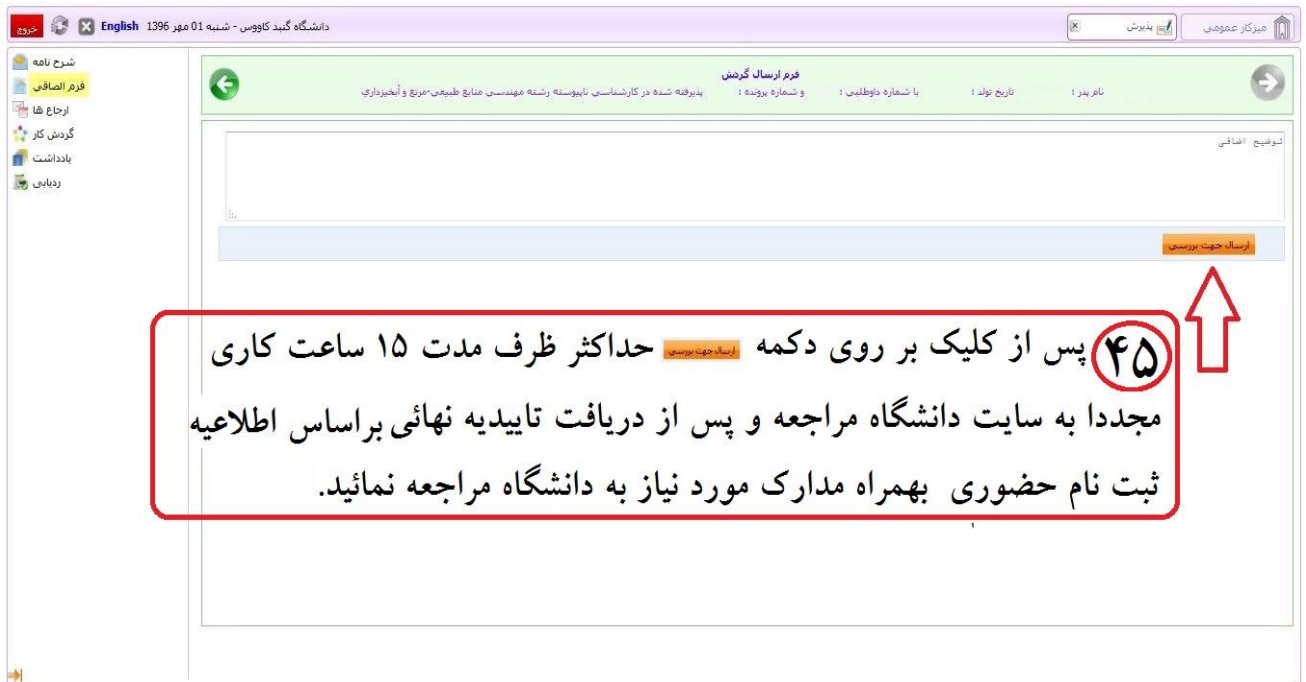 میزکار عمومی
پذیرش
دانشگاه گنبد کاووس - شنبه 01 مهر 1396 English
خروج
شرح نامه
فرم الصاقی
ارجاع ها
گردش کار
یادداشت
ردیابی
فرم ارسال گردش
نام پدر : تاریخ تولد : با شماره داوطلبی : و شماره پرونده : پذیرفته شده در کارشناسی ناپیوسته رشته مهندسی منابع طبیعی-مرتع و آبخیزداری
توضیح اضافی
ارسال جهت بررسی
۴۵ پس از کلیک بر روی دکمه ارسال جهت بررسی حداکثر ظرف مدت ۱۵ ساعت کاری
مجددا به سایت دانشگاه مراجعه و پس از دریافت تاییدیه نهائی براساس اطلاعیه
ثبت نام حضوری بهمراه مدارک مورد نیاز به دانشگاه مراجعه نمائید.